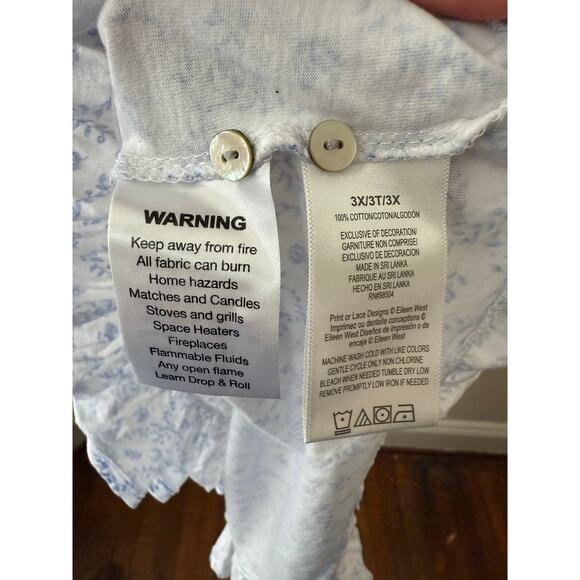 WARNING
Keep away from fire
All fabric can burn
Home hazards
Matches and Candles
Stoves and grills
Space Heaters
Fireplaces
Flammable Fluids
Any open flame
Learn Drop & Roll
3X/3T/3X
100% COTTON/COTON/ALGODÓN
EXCLUSIVE OF DECORATION/
GARNITURE NON COMPRISE/
EXCLUSIVO DE DECORACIÓN
MADE IN SRI LANKA
FABRIQUE AU SRI LANKA
HECHO EN SRI LANKA
RN#98504
Print or Lace Designs © Eileen West
Imprimez ou dentelle conceptions ©
Eileen West Diseños de impresión o de
encaje © Eileen West
MACHINE WASH COLD WITH LIKE COLORS
GENTLE CYCLE ONLY NON CHLORINE
BLEACH WHEN NEEDED TUMBLE DRY LOW
REMOVE PROMPTLY LOW IRON IF NEEDED